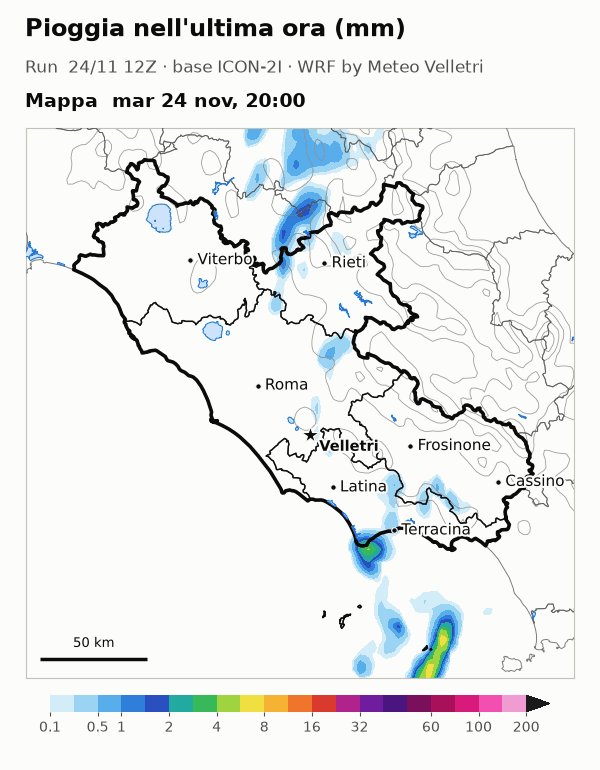 Pioggia nell'ultima ora (mm)
Run  24/11 12Z · base ICON-2I · WRF by Meteo Velletri
Mappa  mar 24 nov, 20:00
Viterbo
Rieti
Roma
Velletri
Frosinone
Latina
Cassino
Terracina
50 km
0.1 0.5 1 2 4 8 16 32 60 100 200